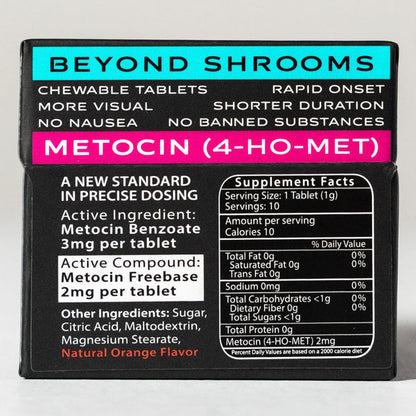 BEYOND SHROOMS
CHEWABLE TABLETS RAPID ONSET
MORE VISUAL SHORTER DURATION
NO NAUSEA NO BANNED SUBSTANCES
METOCIN (4-HO-MET)
A NEW STANDARD
IN PRECISE DOSING
Active Ingredient:
Metocin Benzoate
3mg per tablet
Active Compound:
Metocin Freebase
2mg per tablet
Other Ingredients: Sugar,
Citric Acid, Maltodextrin,
Magnesium Stearate,
Natural Orange Flavor
Supplement Facts
Serving Size: 1 Tablet (1g)
Servings: 10
Amount per serving
Calories 10
% Daily Value
Total Fat 0g 0%
Saturated Fat 0g 0%
Trans Fat 0g
Sodium 0mg 0%
Total Carbohydrates <1g 0%
Dietary Fiber 0g 0%
Total Sugars <1g
Total Protein 0g
Metocin (4-HO-MET) 2mg
Percent Daily Values are based on a 2000 calorie diet